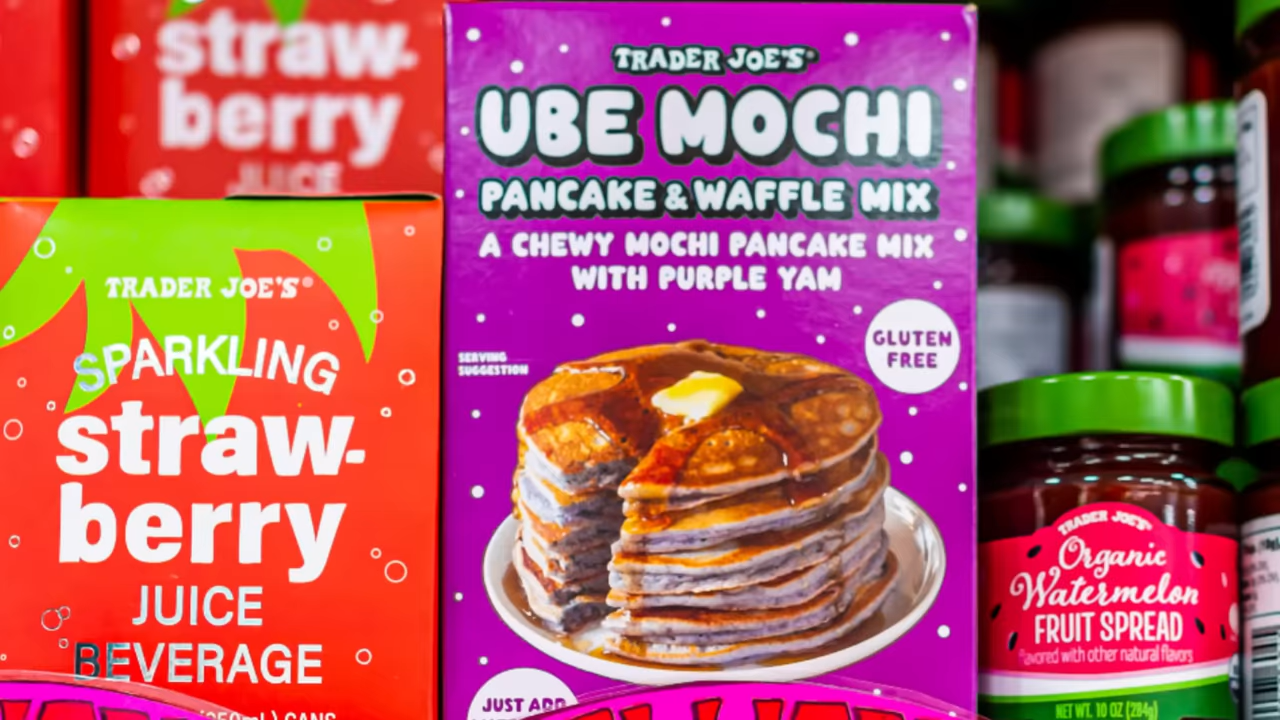 straw-
berry
JUICE
TRADER JOE'S®
SPARKLING
straw-
berry
JUICE
BEVERAGE
CANS
TRADER JOE'S®
UBE MOCHI
PANCAKE & WAFFLE MIX
A CHEWY MOCHI PANCAKE MIX
WITH PURPLE YAM
GLUTEN
FREE
SERVING
SUGGESTION
JUST ADD
TRADER JOE'S®
Organic
Watermelon
FRUIT SPREAD
flavored with other natural flavors
NET WT. 10 OZ (284g)